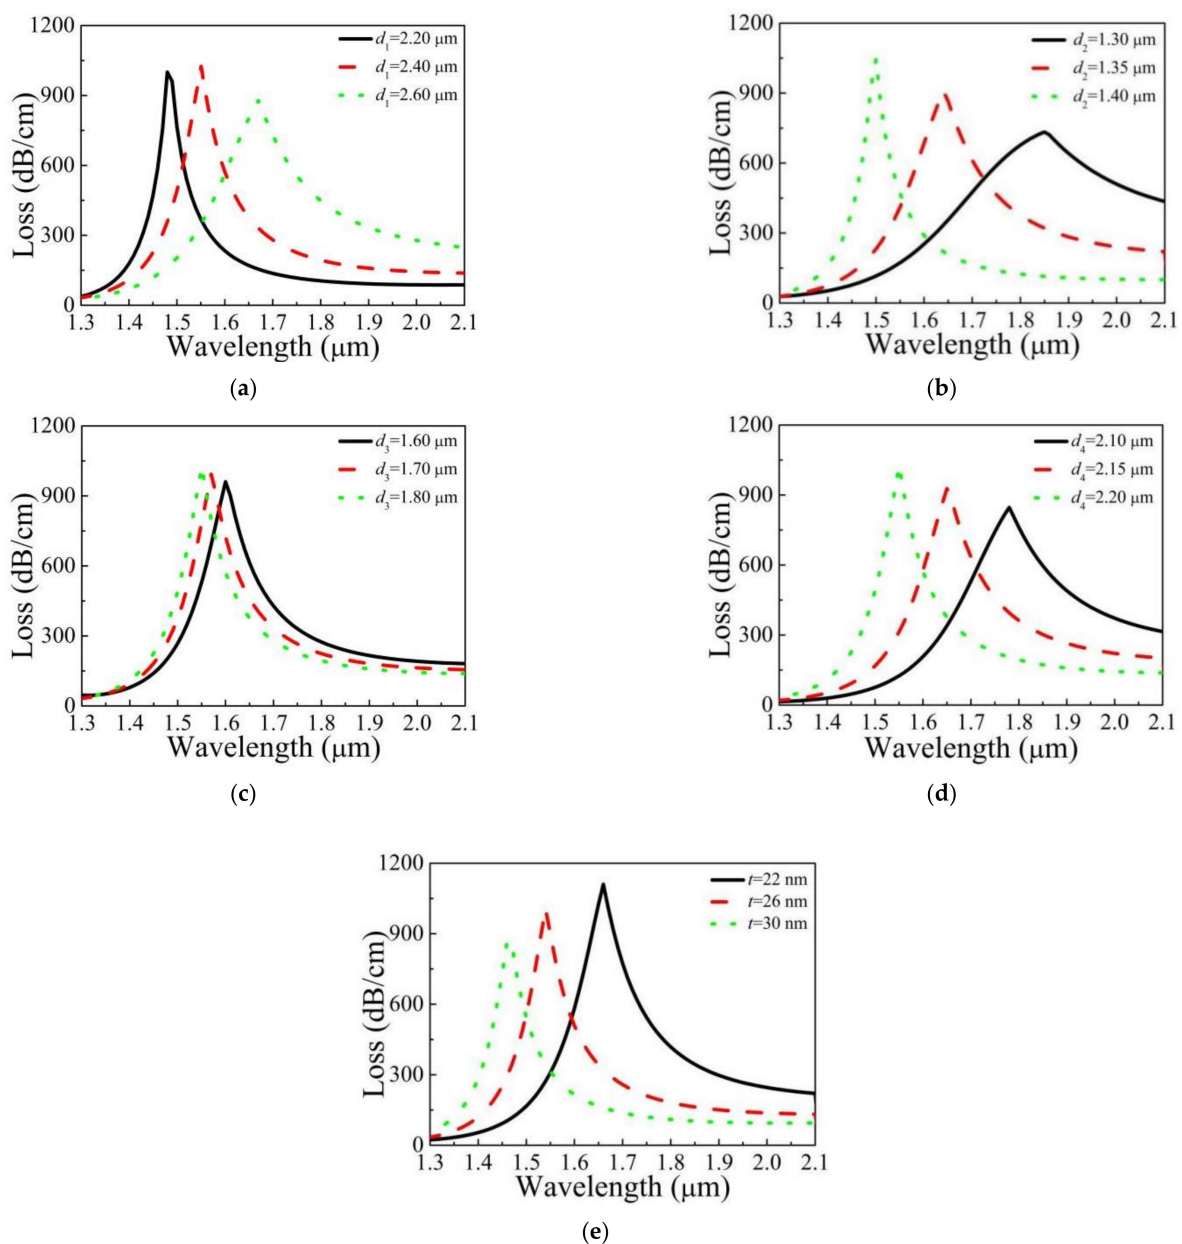 1200
900
600
300
0
Loss (dB/cm)
d1=2.20 μm
d1=2.40 μm
d1=2.60 μm
1.3 1.4 1.5 1.6 1.7 1.8 1.9 2.0 2.1
Wavelength (μm)
(a)
1200
900
600
300
0
Loss (dB/cm)
d2=1.30 μm
d2=1.35 μm
d2=1.40 μm
1.3 1.4 1.5 1.6 1.7 1.8 1.9 2.0 2.1
Wavelength (μm)
(b)
1200
900
600
300
0
Loss (dB/cm)
d3=1.60 μm
d3=1.70 μm
d3=1.80 μm
1.3 1.4 1.5 1.6 1.7 1.8 1.9 2.0 2.1
Wavelength (μm)
(c)
1200
900
600
300
0
Loss (dB/cm)
d4=2.10 μm
d4=2.15 μm
d4=2.20 μm
1.3 1.4 1.5 1.6 1.7 1.8 1.9 2.0 2.1
Wavelength (μm)
(d)
1200
900
600
300
0
Loss (dB/cm)
t=22 nm
t=26 nm
t=30 nm
1.3 1.4 1.5 1.6 1.7 1.8 1.9 2.0 2.1
Wavelength (μm)
(e)